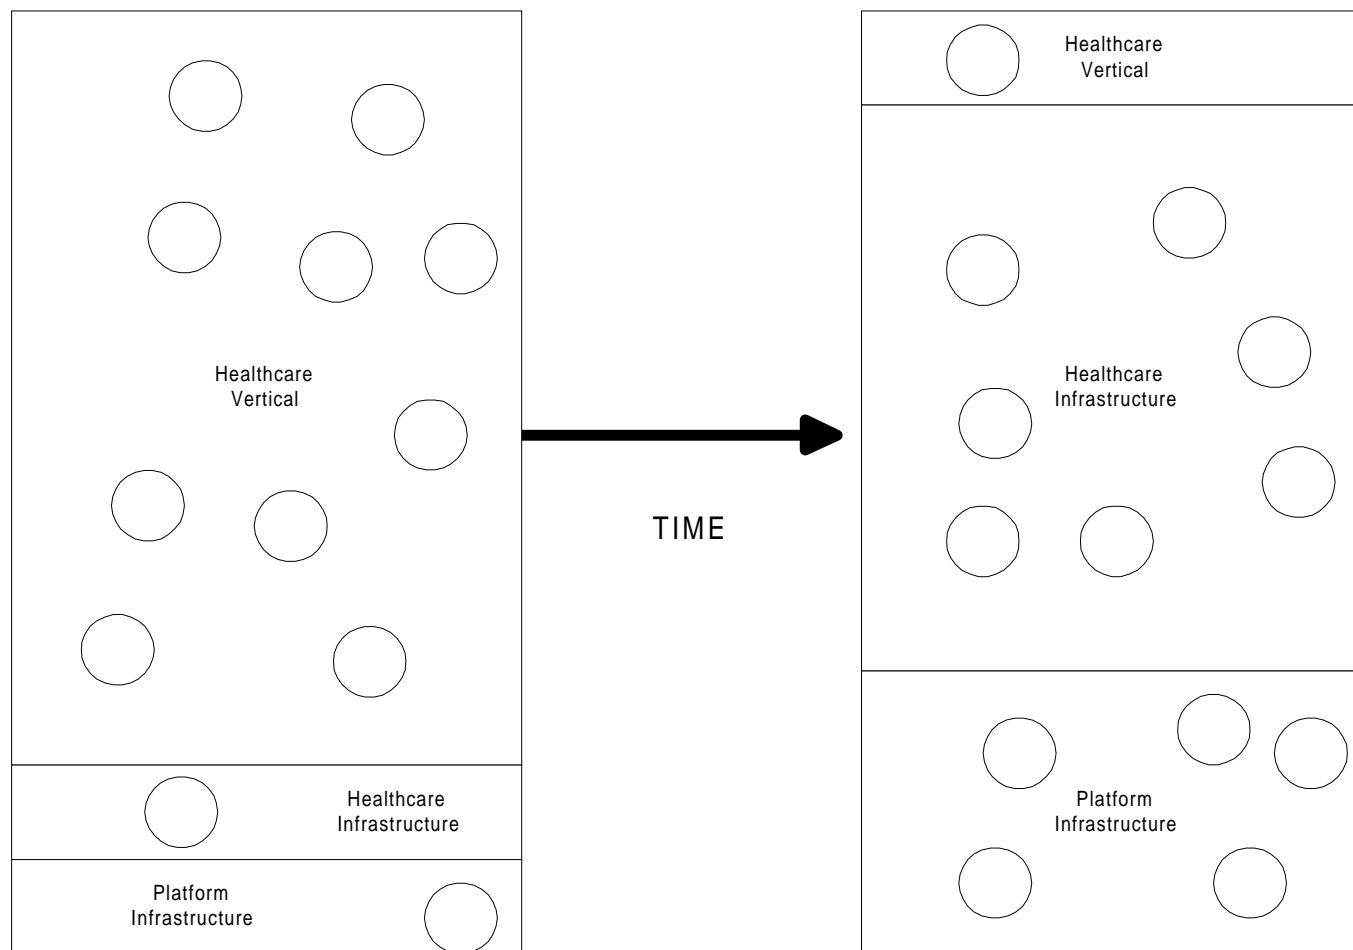 Healthcare
Vertical
Healthcare
Infrastructure
Platform
Infrastructure
TIME
Healthcare
Vertical
Healthcare
Infrastructure
Platform
Infrastructure